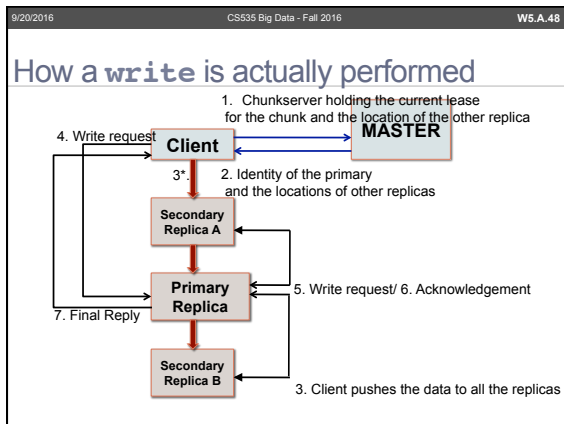 9/20/2016 CS535 Big Data - Fall 2016 W5.A.48
How a write is actually performed
1. Chunkserver holding the current lease
for the chunk and the location of the other replica
MASTER
4. Write request
Client
3*.
2. Identity of the primary
and the locations of other replicas
Secondary
Replica A
Primary
Replica
5. Write request/ 6. Acknowledgement
7. Final Reply
Secondary
Replica B
3. Client pushes the data to all the replicas